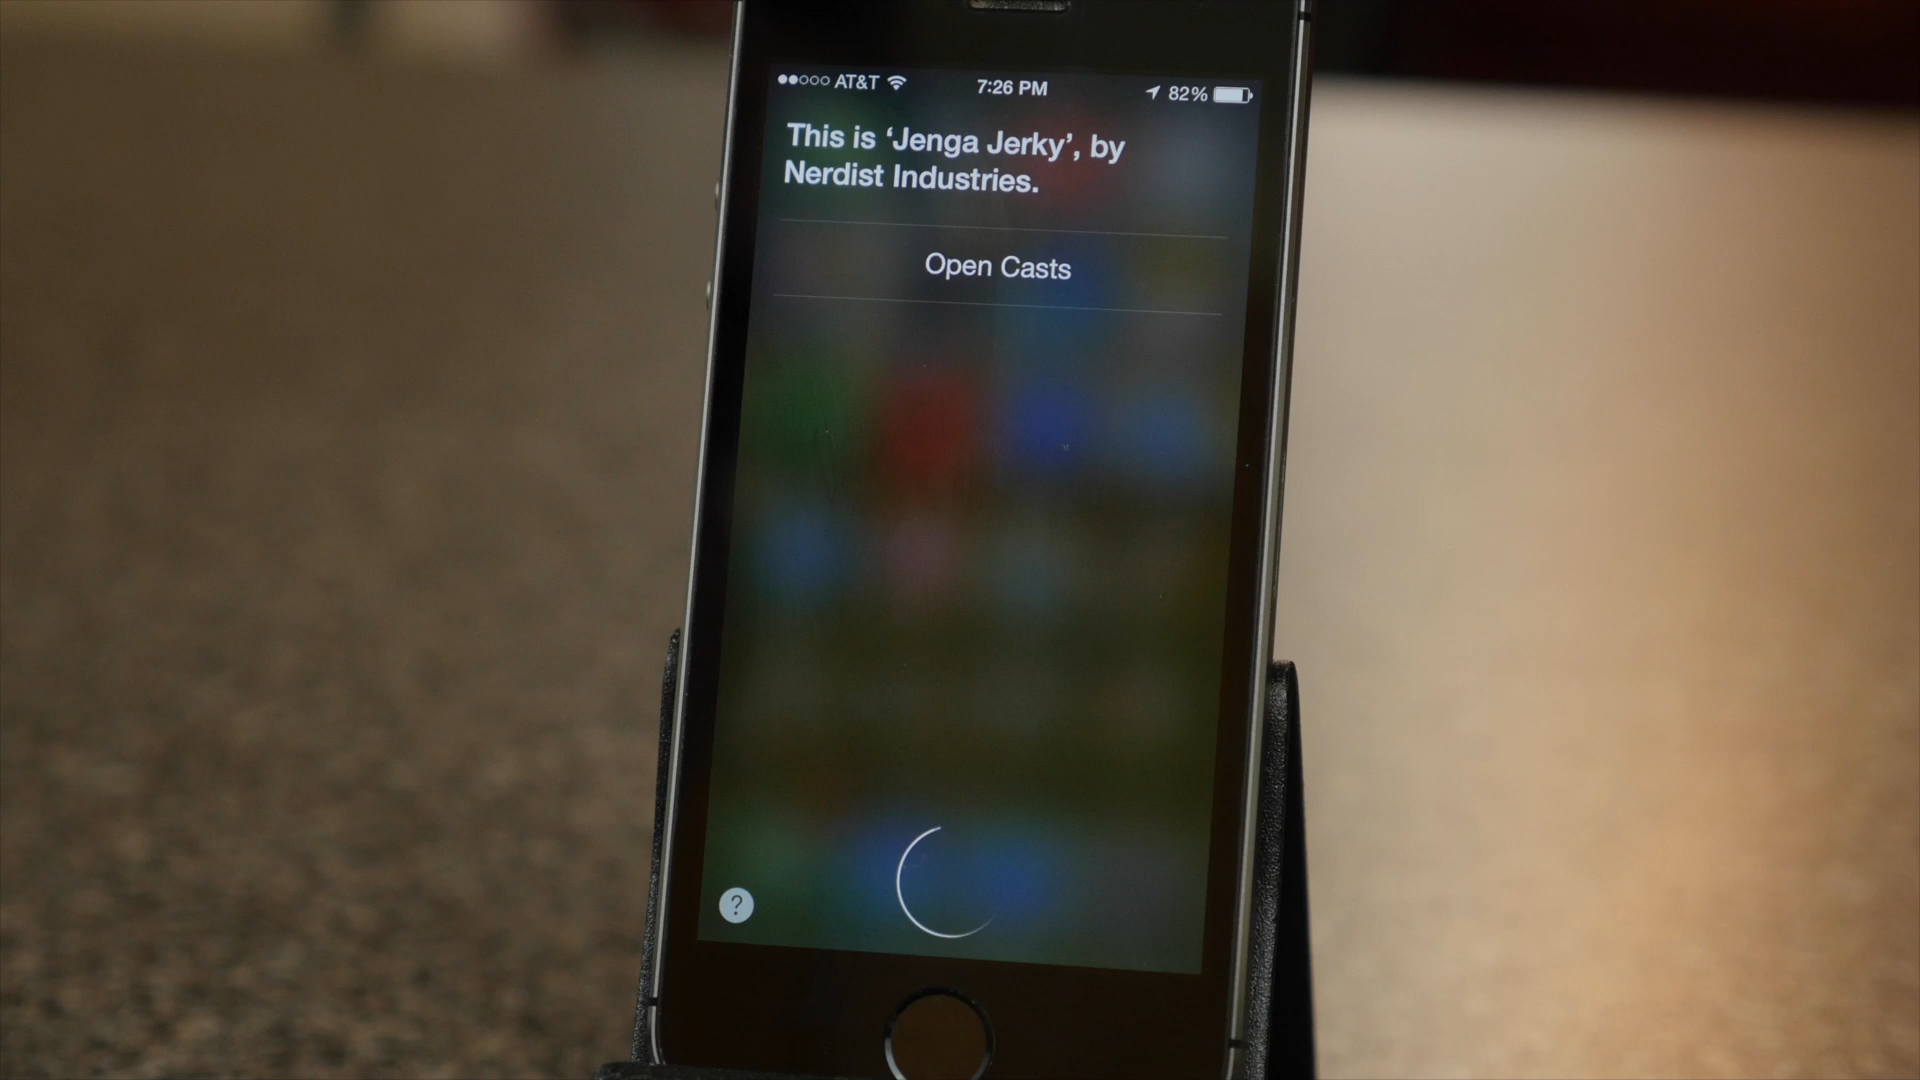 AT&T 7:26 PM 82%
This is ‘Jenga Jerky’, by
Nerdist Industries.
Open Casts
?